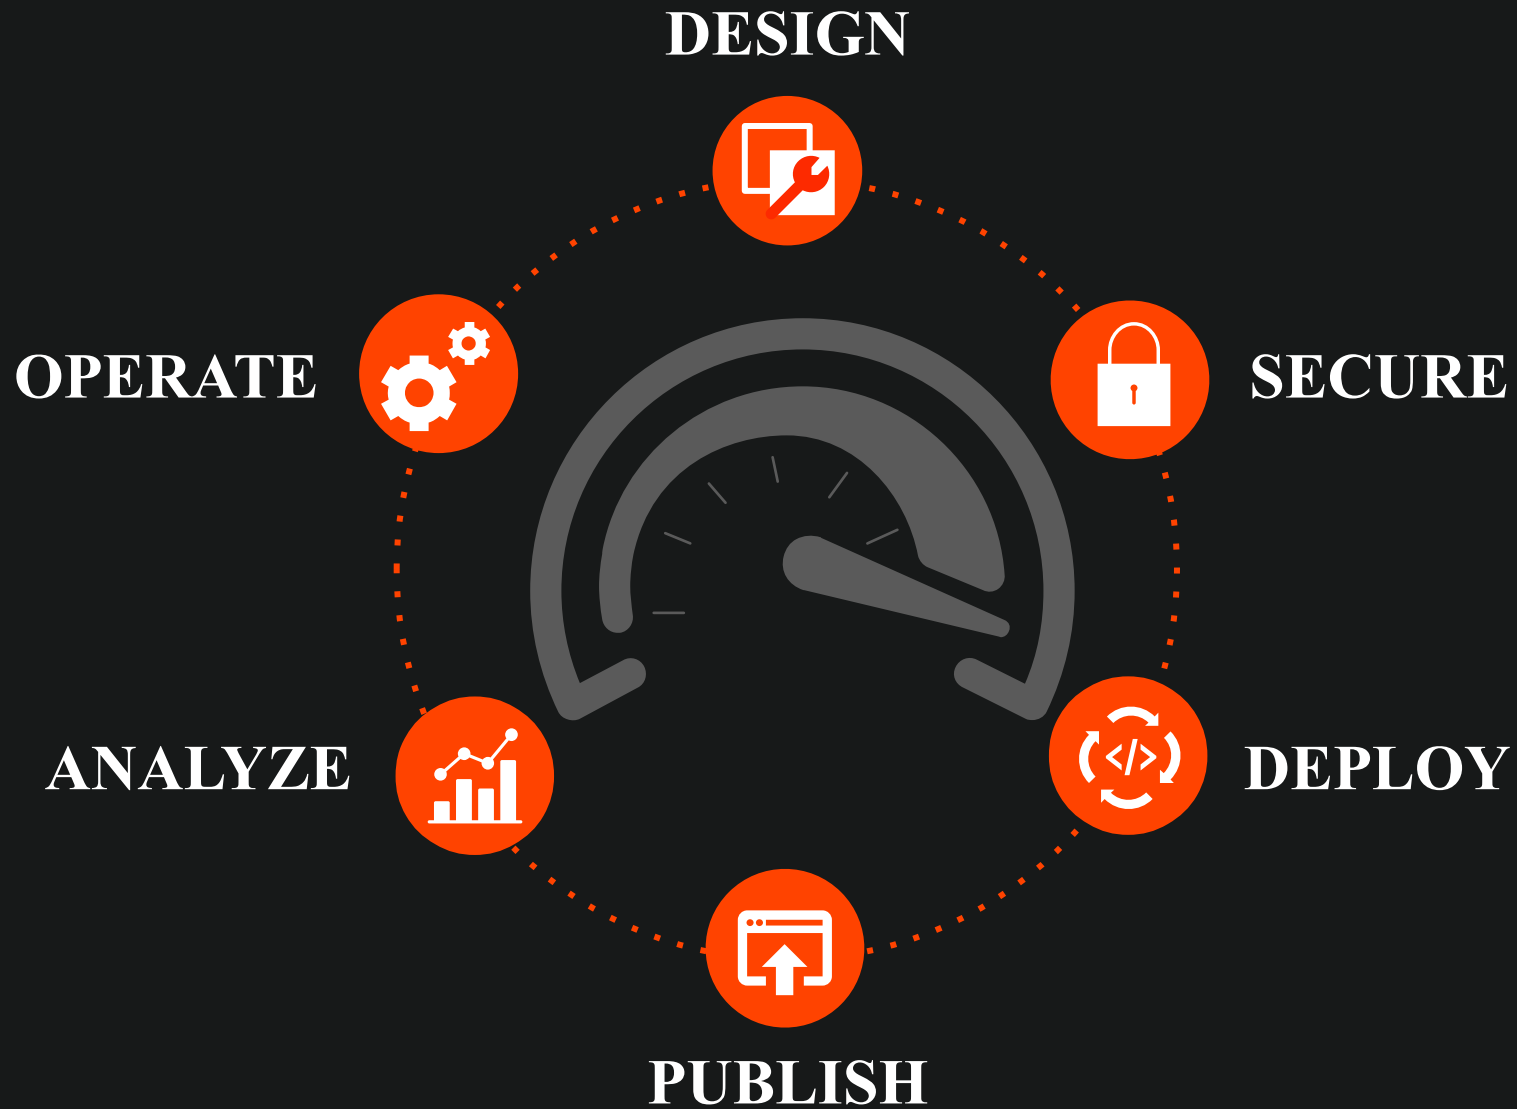 DESIGN
OPERATE
SECURE
ANALYZE
DEPLOY
</>
PUBLISH